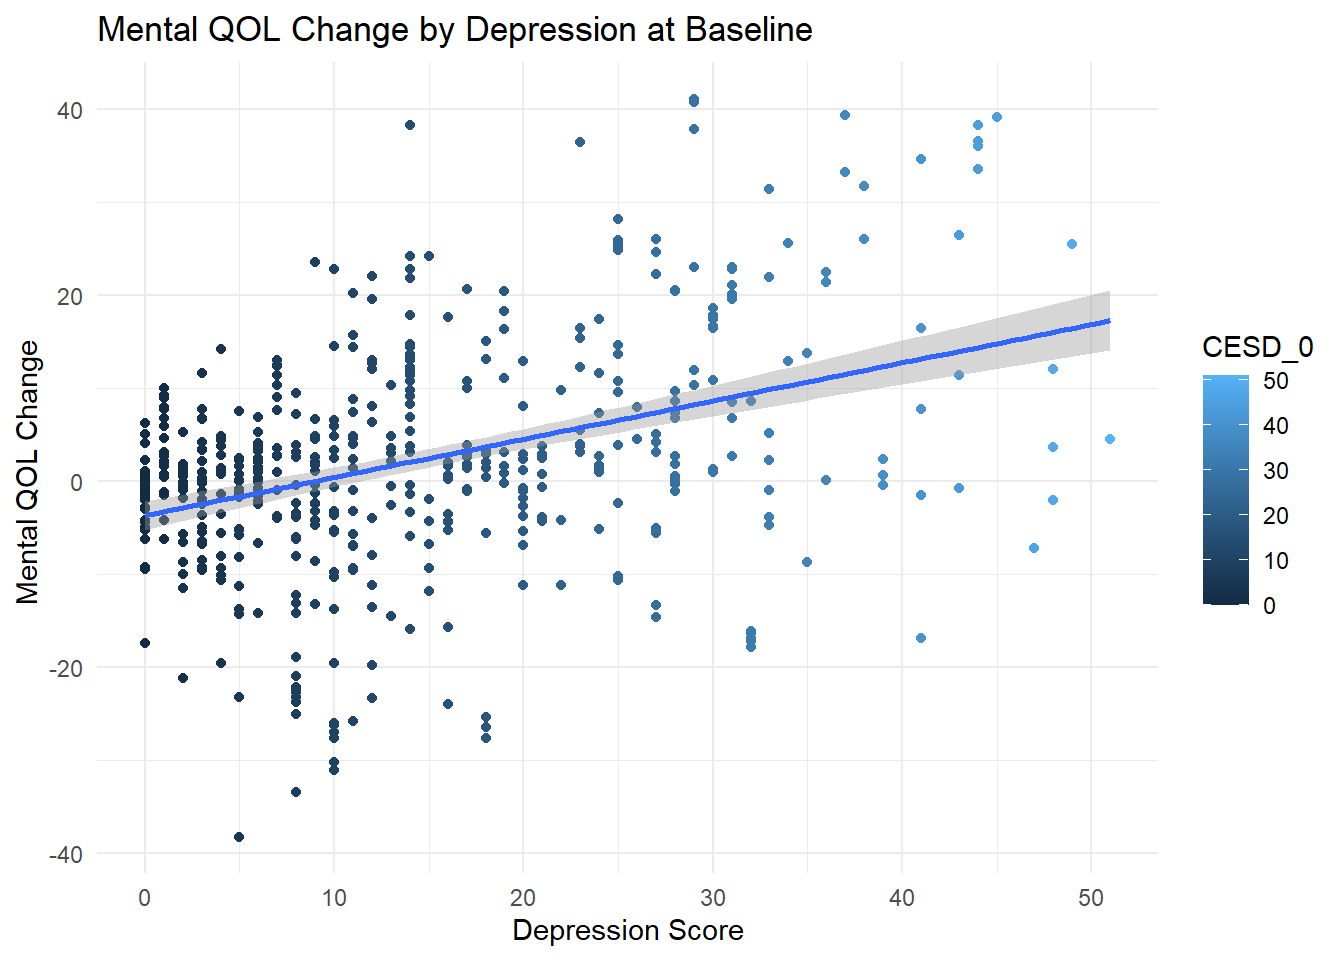 Mental QOL Change by Depression at Baseline
Mental QOL Change
40
20
0
-20
-40
0 10 20 30 40 50
Depression Score
CESD_0
50
40
30
20
10
0